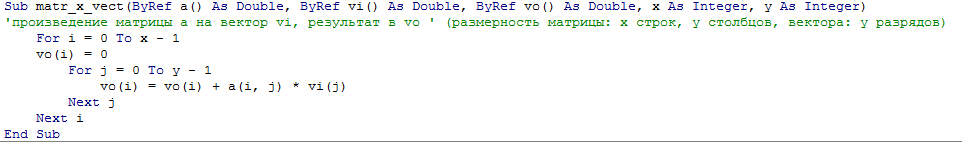 Sub matr_x_vect(ByRef a() As Double, ByRef vi() As Double, ByRef vo() As Double, x As Integer, y As Integer)
'произведение матрицы a на вектор vi, результат в vo ' (размерность матрицы: x строк, y столбцов, вектора: y разрядов)
For i = 0 To x - 1
vo(i) = 0
For j = 0 To y - 1
vo(i) = vo(i) + a(i, j) * vi(j)
Next j
Next i
End Sub